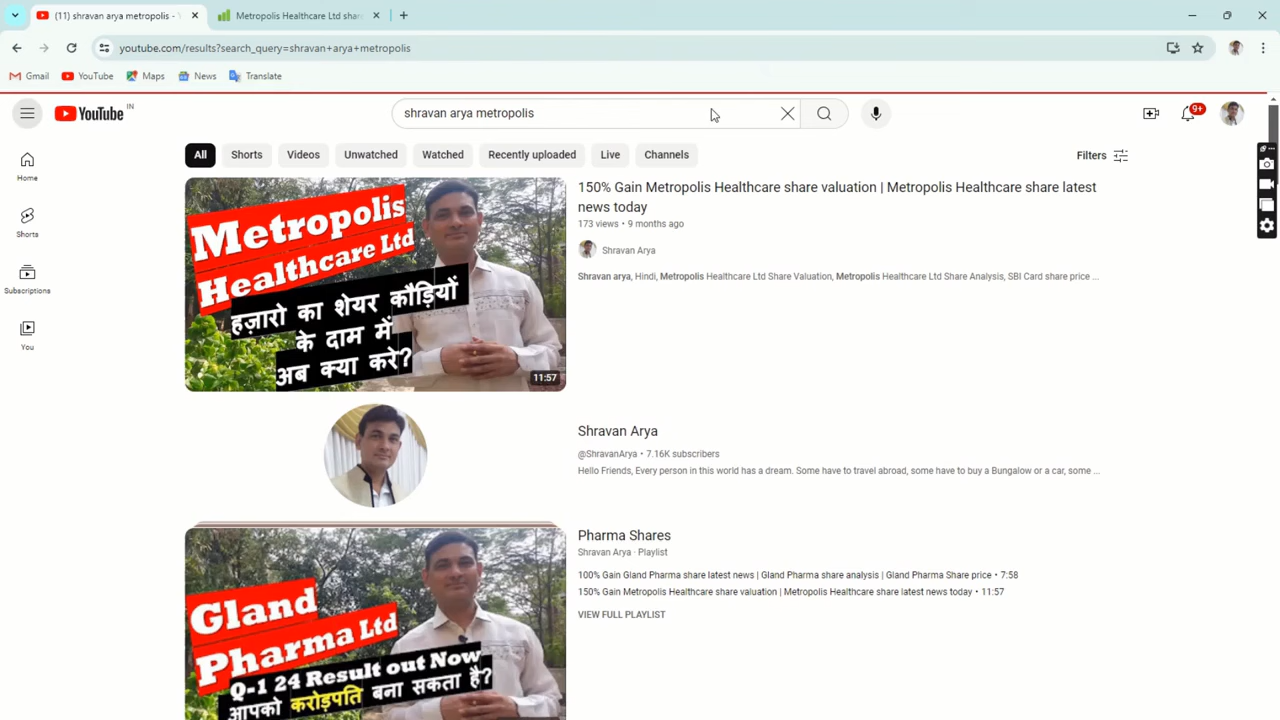 (11) shravan arya metropolis -
Metropolis Healthcare Ltd shar
youtube.com/results?search_query=shravan+arya+metropolis
Gmail
YouTube
Maps
News
Translate
YouTube
IN
shravan arya metropolis
9+
Home
Shorts
Subscriptions
You
All
Shorts
Videos
Unwatched
Watched
Recently uploaded
Live
Channels
Filters
Metropolis
Healthcare Ltd
हज़ारो का शेयर कौड़ियों
के दाम में
अब क्या करे?
11:57
150% Gain Metropolis Healthcare share valuation | Metropolis Healthcare share latest
news today
173 views • 9 months ago
Shravan Arya
Shravan arya, Hindi, Metropolis Healthcare Ltd Share Valuation, Metropolis Healthcare Ltd Share Analysis, SBI Card share price ...
Shravan Arya
@ShravanArya • 7.16K subscribers
Hello Friends, Every person in this world has a dream. Some have to travel abroad, some have to buy a Bungalow or a car, some ...
Gland
Pharma Ltd
Q-1 24 Result out Now
आपको करोड़पति बना सकता है?
Pharma Shares
Shravan Arya · Playlist
100% Gain Gland Pharma share latest news | Gland Pharma share analysis | Gland Pharma Share price • 7:58
150% Gain Metropolis Healthcare share valuation | Metropolis Healthcare share latest news today • 11:57
VIEW FULL PLAYLIST